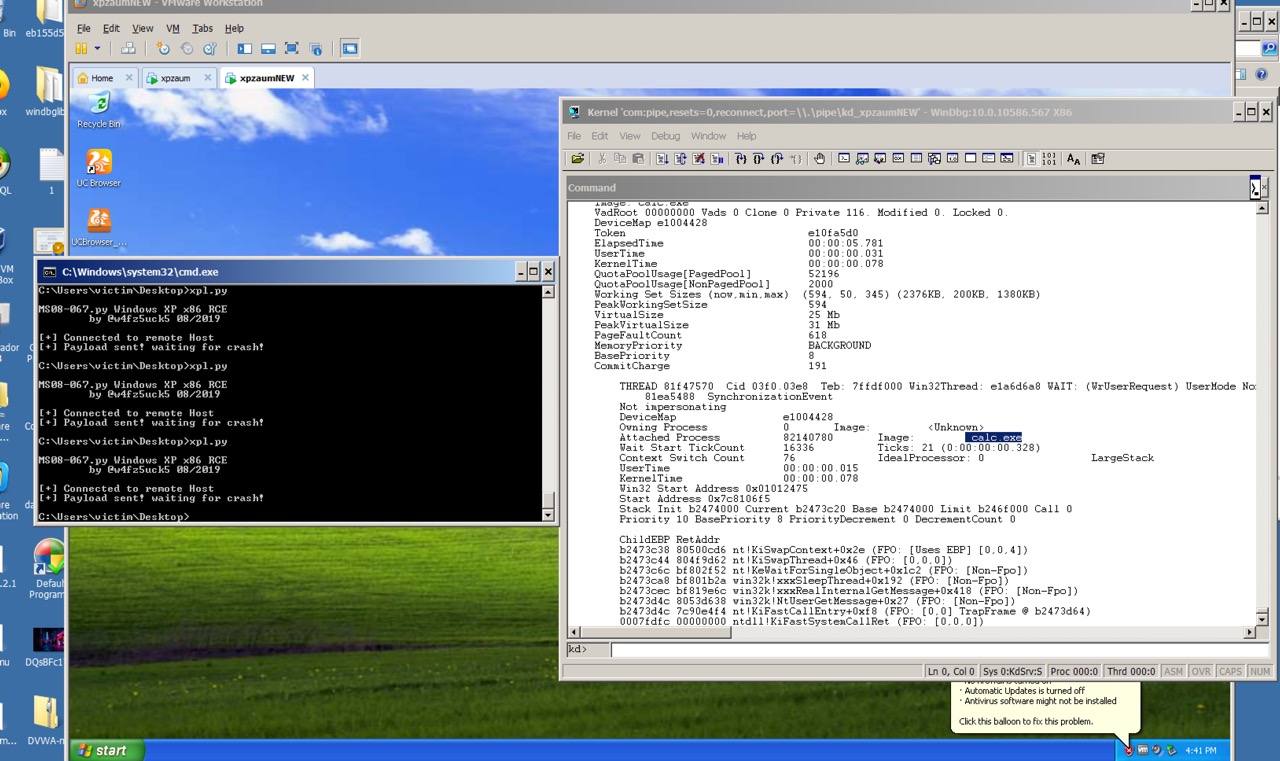 xpzaumNEW - VMware Workstation
File Edit View VM Tabs Help
Home xpzaum xpzaumNEW
Bin
eb155d5
windbglib
1
Recycle Bin
UC Browser
UCBrowser_...
C:\Windows\system32\cmd.exe
C:\Users\victim\Desktop>xpl.py
MS08-067.py Windows XP x86 RCE
by @w4fz5uck5 08/2019
[+] Connected to remote Host
[+] Payload sent! waiting for crash!
C:\Users\victim\Desktop>xpl.py
MS08-067.py Windows XP x86 RCE
by @w4fz5uck5 08/2019
[+] Connected to remote Host
[+] Payload sent! waiting for crash!
C:\Users\victim\Desktop>xpl.py
MS08-067.py Windows XP x86 RCE
by @w4fz5uck5 08/2019
[+] Connected to remote Host
[+] Payload sent! waiting for crash!
C:\Users\victim\Desktop>
Kernel 'com:pipe,resets=0,reconnect,port=\\.\pipe\kd_xpzaumNEW' - WinDbg:10.0.10586.567 X86
File Edit View Debug Window Help
Command
Image: calc.exe
VadRoot 00000000 Vads 0 Clone 0 Private 116. Modified 0. Locked 0.
DeviceMap e1004428
Token e10fa5d0
ElapsedTime 00:00:05.781
UserTime 00:00:00.031
KernelTime 00:00:00.078
QuotaPoolUsage[PagedPool] 52196
QuotaPoolUsage[NonPagedPool] 2000
Working Set Sizes (now,min,max) (594, 50, 345) (2376KB, 200KB, 1380KB)
PeakWorkingSetSize 594
VirtualSize 25 Mb
PeakVirtualSize 31 Mb
PageFaultCount 618
MemoryPriority BACKGROUND
BasePriority 8
CommitCharge 191
THREAD 81f47570 Cid 03f0.03e8 Teb: 7ffdf000 Win32Thread: e1a6d6a8 WAIT: (WrUserRequest) UserMode No
81ea5488 SynchronizationEvent
Not impersonating
DeviceMap e1004428
Owning Process 0 Image: <Unknown>
Attached Process 82140780 Image: calc.exe
Wait Start TickCount 16336 Ticks: 21 (0:00:00:00.328)
Context Switch Count 76 IdealProcessor: 0 LargeStack
UserTime 00:00:00.015
KernelTime 00:00:00.078
Win32 Start Address 0x01012475
Start Address 0x7c8106f5
Stack Init b2474000 Current b2473c20 Base b2474000 Limit b246f000 Call 0
Priority 10 BasePriority 8 PriorityDecrement 0 DecrementCount 0
ChildEBP RetAddr
b2473c38 80500cd6 nt!KiSwapContext+0x2e (FPO: [Uses EBP] [0,0,4])
b2473c44 804f9d62 nt!KiSwapThread+0x46 (FPO: [0,0,0])
b2473c6c bf802f52 nt!KeWaitForSingleObject+0x1c2 (FPO: [Non-Fpo])
b2473ca8 bf801b2a win32k!xxxSleepThread+0x192 (FPO: [Non-Fpo])
b2473cec bf819e6c win32k!xxxRealInternalGetMessage+0x418 (FPO: [Non-Fpo])
b2473d4c 8053d638 win32k!NtUserGetMessage+0x27 (FPO: [Non-Fpo])
b2473d4c 7c90e4f4 nt!KiFastCallEntry+0xf8 (FPO: [0,0] TrapFrame @ b2473d64)
0007fdfc 00000000 ntdll!KiFastSystemCallRet (FPO: [0,0,0])
kd>
Ln 0, Col 0 Sys 0:KdSrv:S Proc 000:0 Thrd 000:0 ASM OVR CAPS NUM
· Automatic Updates is turned off
· Antivirus software might not be installed
Click this balloon to fix this problem.
Defau
Program
DQsBFc1
DVWA-m
start
4:41 PM